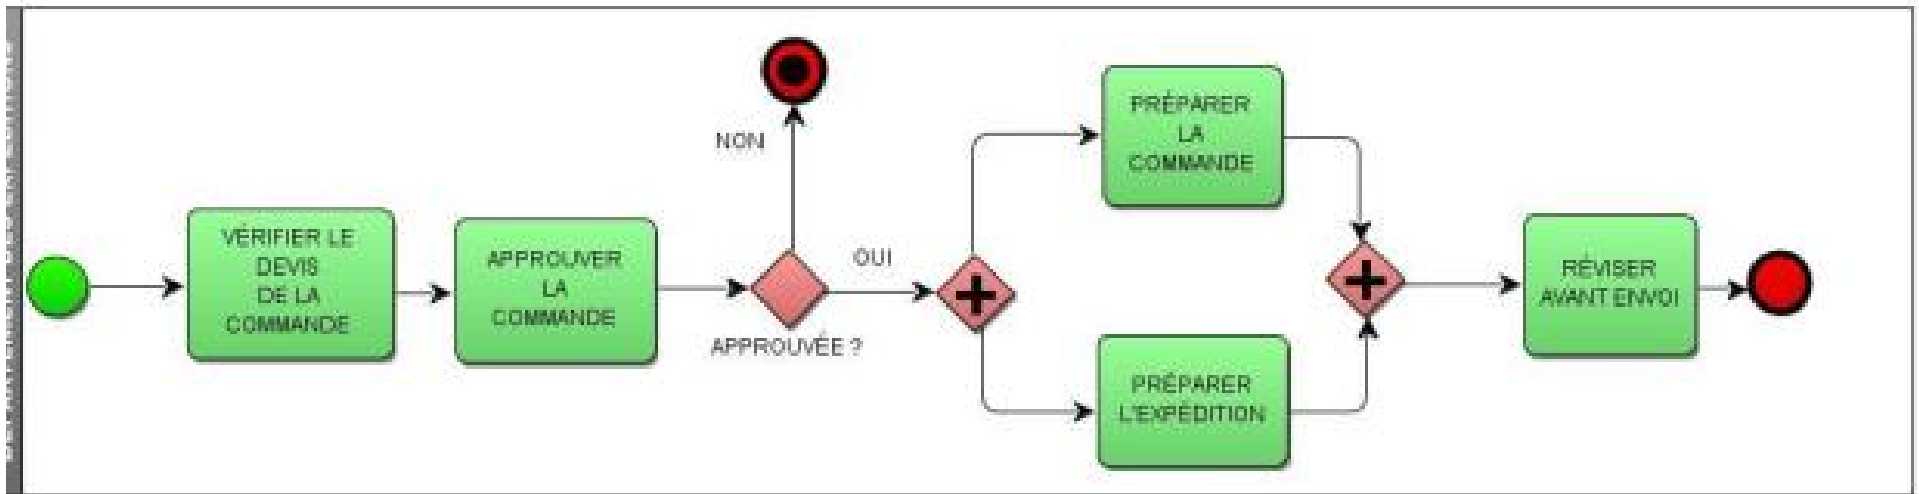 VÉRIFIER LE
DEVIS
DE LA
COMMANDE
APPROUVER
LA
COMMANDE
NON
APPROUVÉE ?
OUI
PRÉPARER
LA
COMMANDE
PRÉPARER
L'EXPÉDITION
RÉVISER
AVANT ENVOI